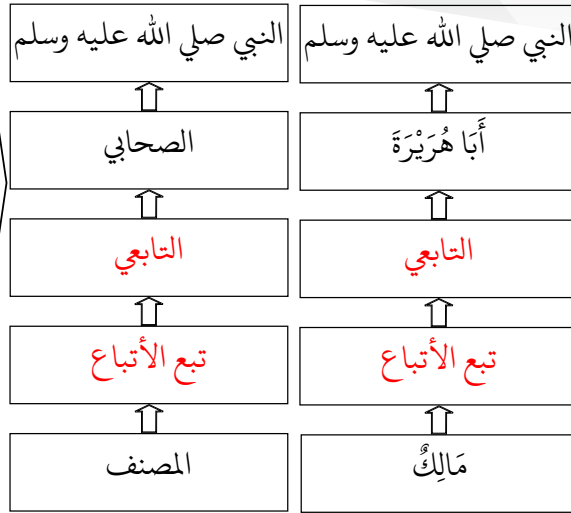 النبي صلي الله عليه وسلم
أَبَا هُرَيْرَةَ
التابعي
تبع الأتباع
مَالِكٌ
النبي صلي الله عليه وسلم
الصحابي
التابعي
تبع الأتباع
المصنف